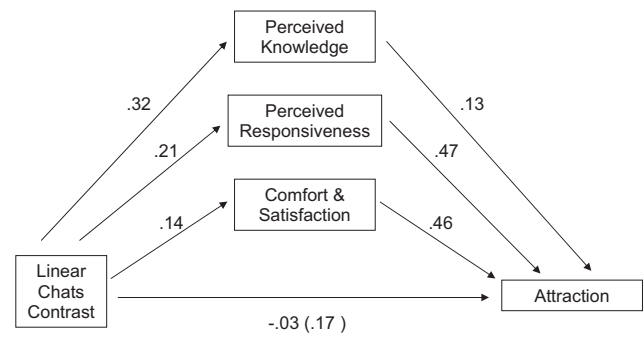 Perceived
Knowledge
.32
.13
Perceived
Responsiveness
.21
.47
Comfort &
Satisfaction
.14
.46
Linear
Chats
Contrast
Attraction
-.03 (.17 )